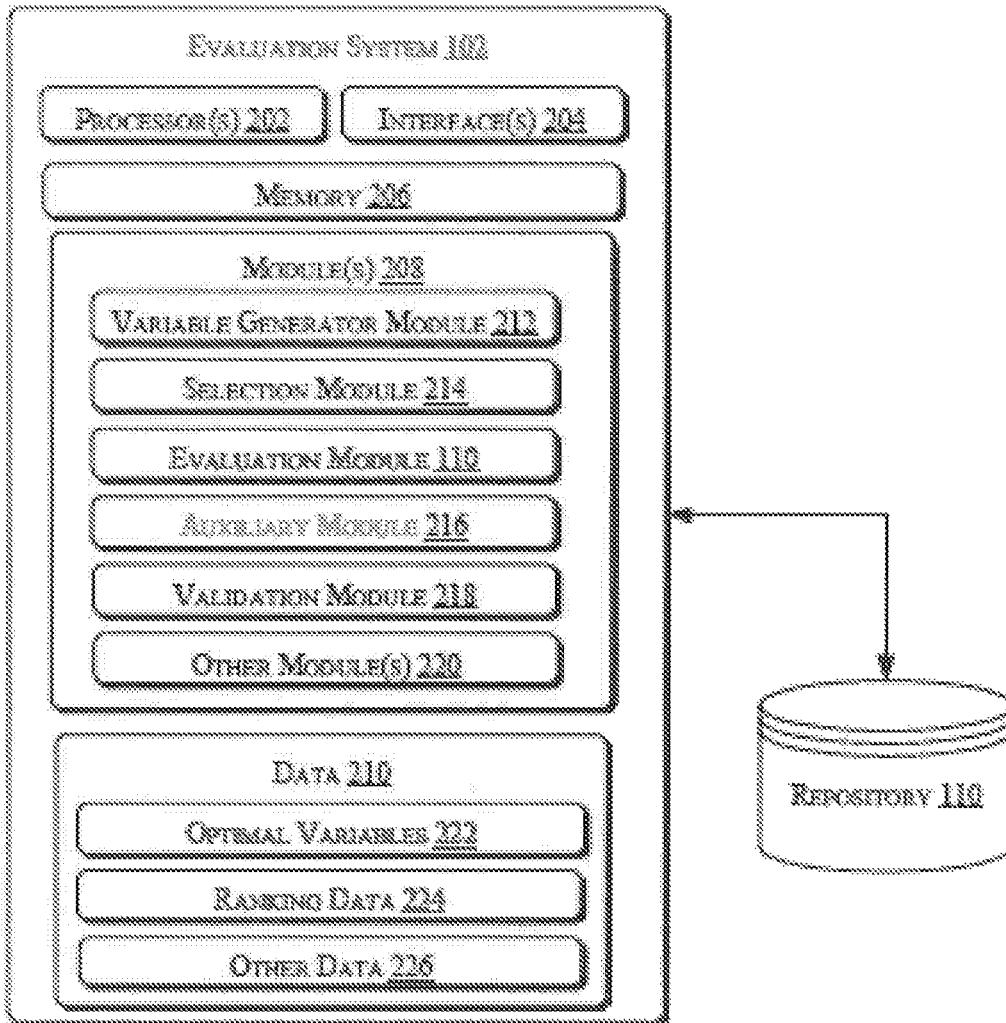 EVALUATION SYSTEM 102
PROCESSOR(S) 202
INTERFACE(S) 204
MEMORY 206
MODULE(S) 208
VARIABLE GENERATOR MODULE 212
SELECTION MODULE 214
EVALUATION MODULE 110
AUXILIARY MODULE 216
VALIDATION MODULE 218
OTHER MODULE(S) 220
DATA 210
OPTIMAL VARIABLES 222
RANKING DATA 224
OTHER DATA 226
REPOSITORY 110